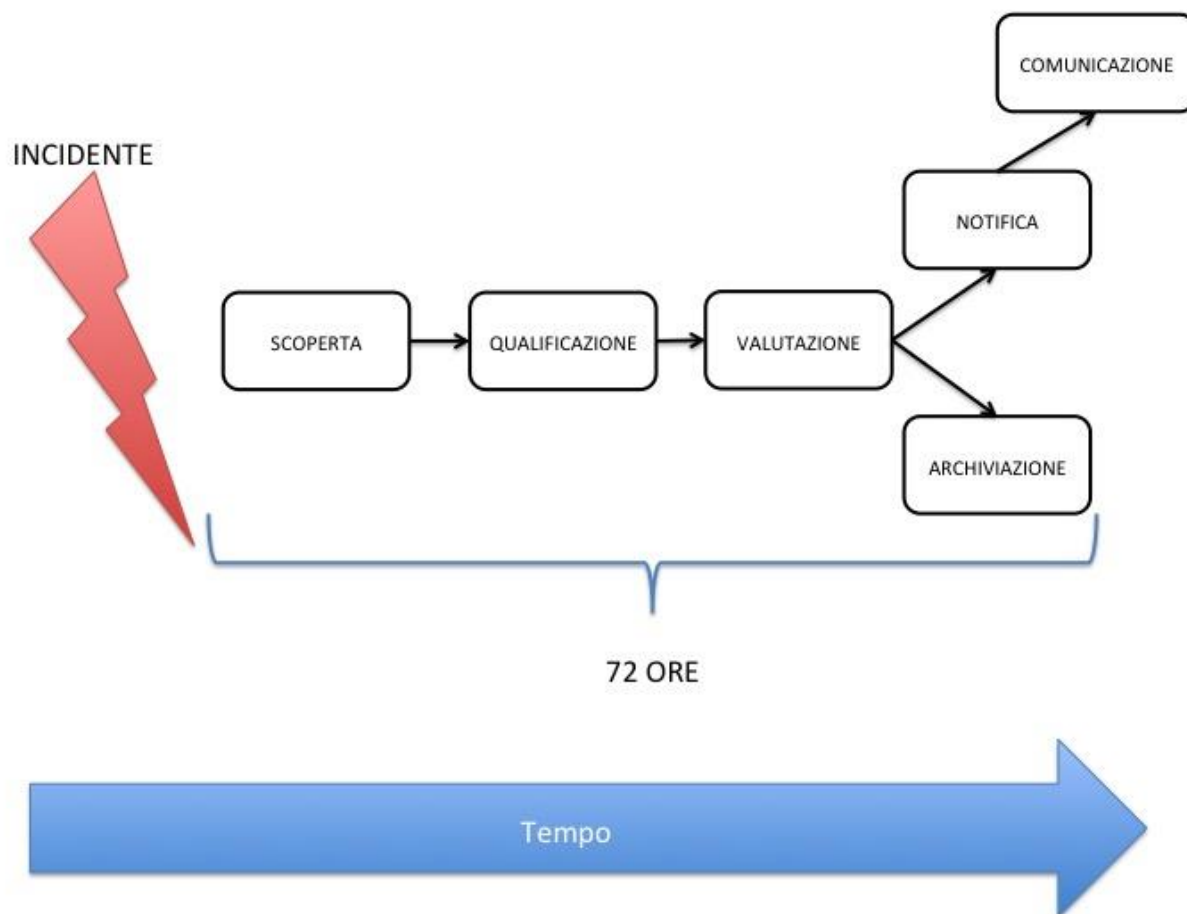 COMUNICAZIONE
INCIDENTE
NOTIFICA
SCOPERTA
QUALIFICAZIONE
VALUTAZIONE
ARCHIVIAZIONE
72 ORE
Tempo